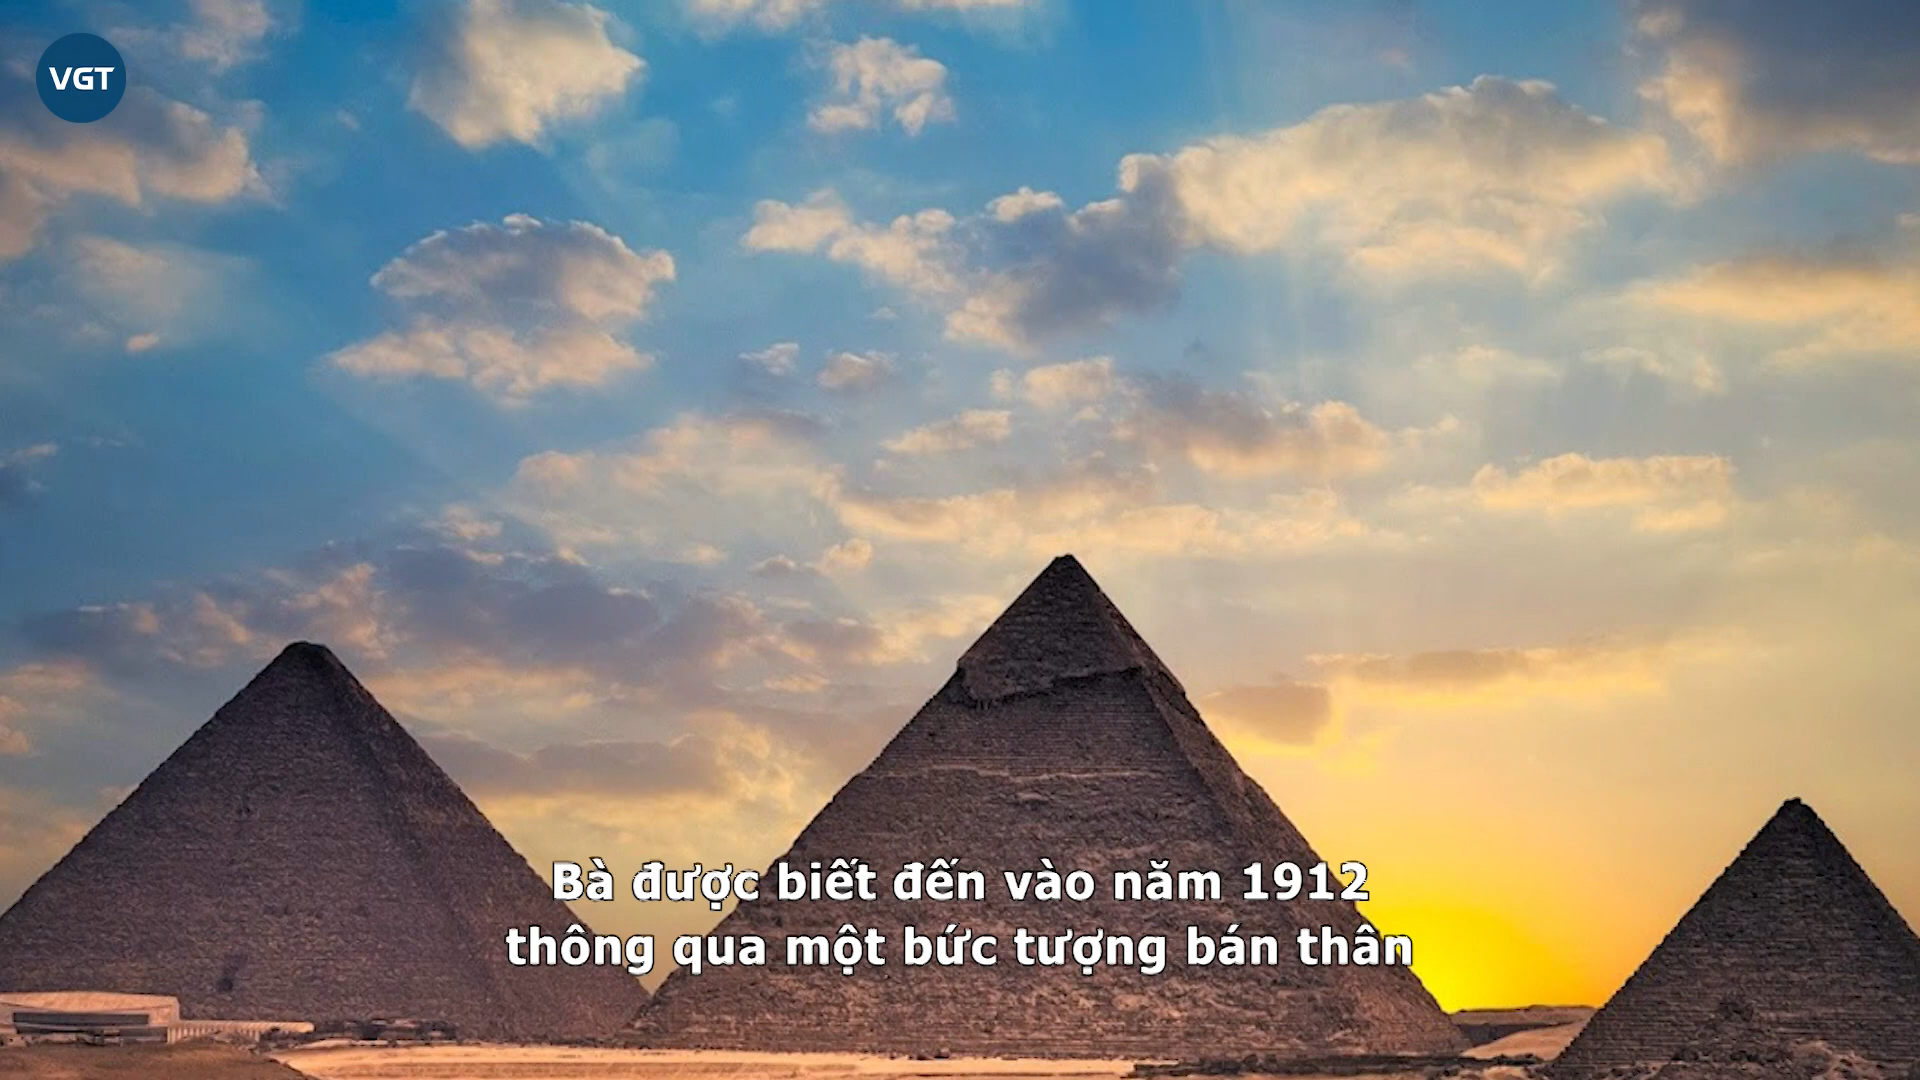 VGT
Bà được biết đến vào năm 1912
thông qua một bức tượng bán thân